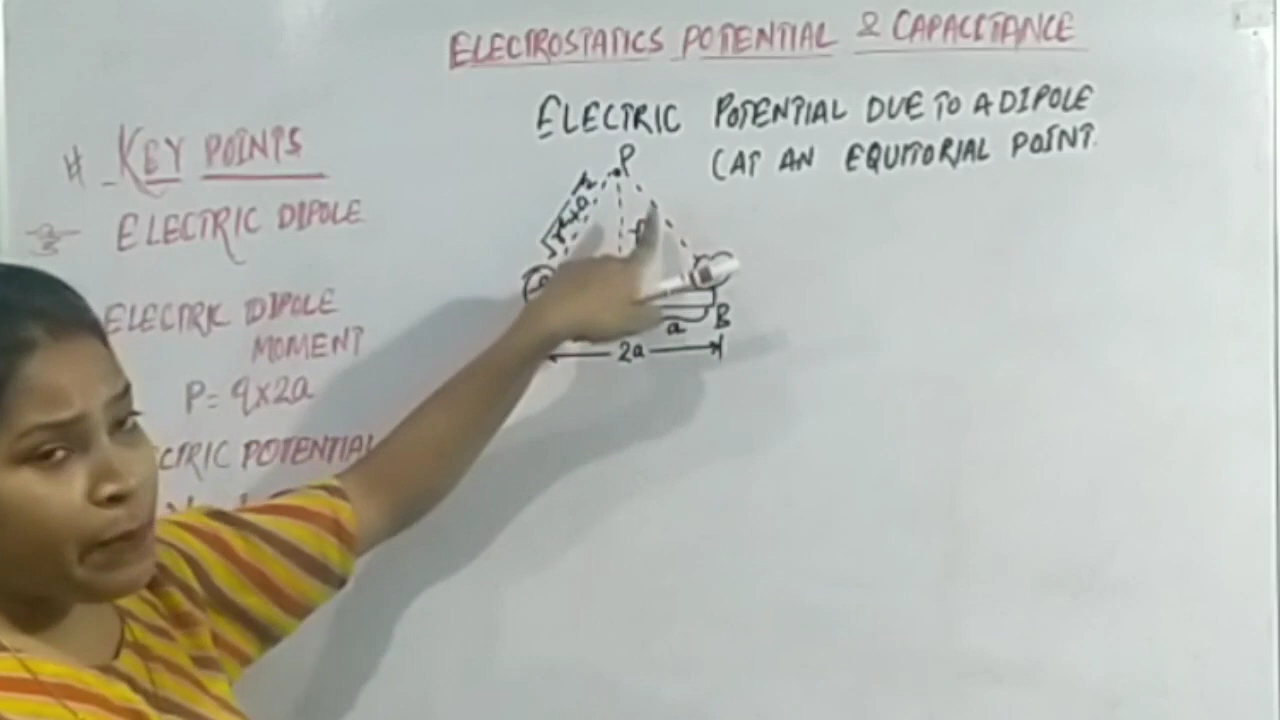 ELECTROSTATICS POTENTIAL & CAPACITANCE
# KEY POINTS
ELECTRIC DIPOLE
ELECTRIC DIPOLE
MOMENT
P = q×2a
CTRIC POTENTIAL
ELECTRIC POTENTIAL DUE TO A DIPOLE
(AT AN EQUITORIAL POINT.
P
a
B
2a